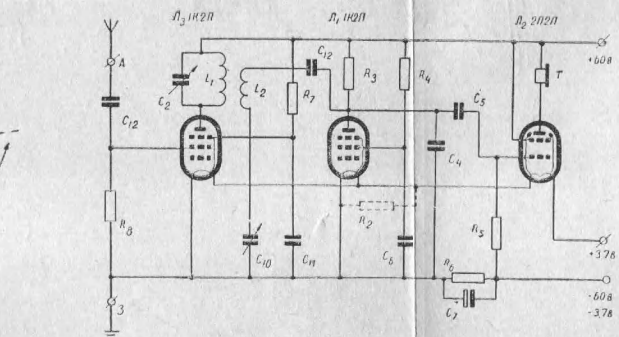 Л₃ 1К2П
Л₁ 1К2П
Л₂ 2П2П
А
C₂
L₁
L₂
C₁₂
R₇
R₃
R₄
T
+60в
C₁₂
C₅
C₄
R₈
R₂
R₅
C₁₀
C₁₁
C₆
R₆
C₇
+3,7в
З
-60в
-3,7в